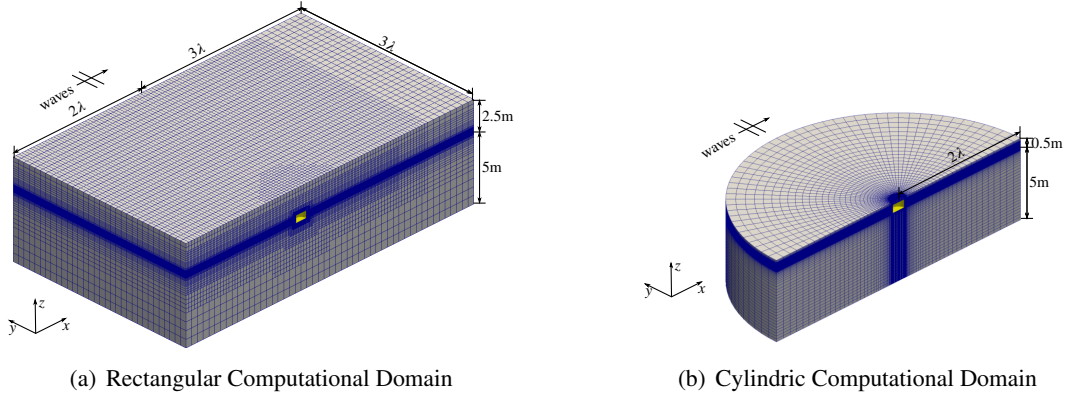 3λ
3λ
waves
2λ
2.5m
5m
z
y
x
(a) Rectangular Computational Domain
waves
2λ
0.5m
5m
z
y
x
(b) Cylindric Computational Domain